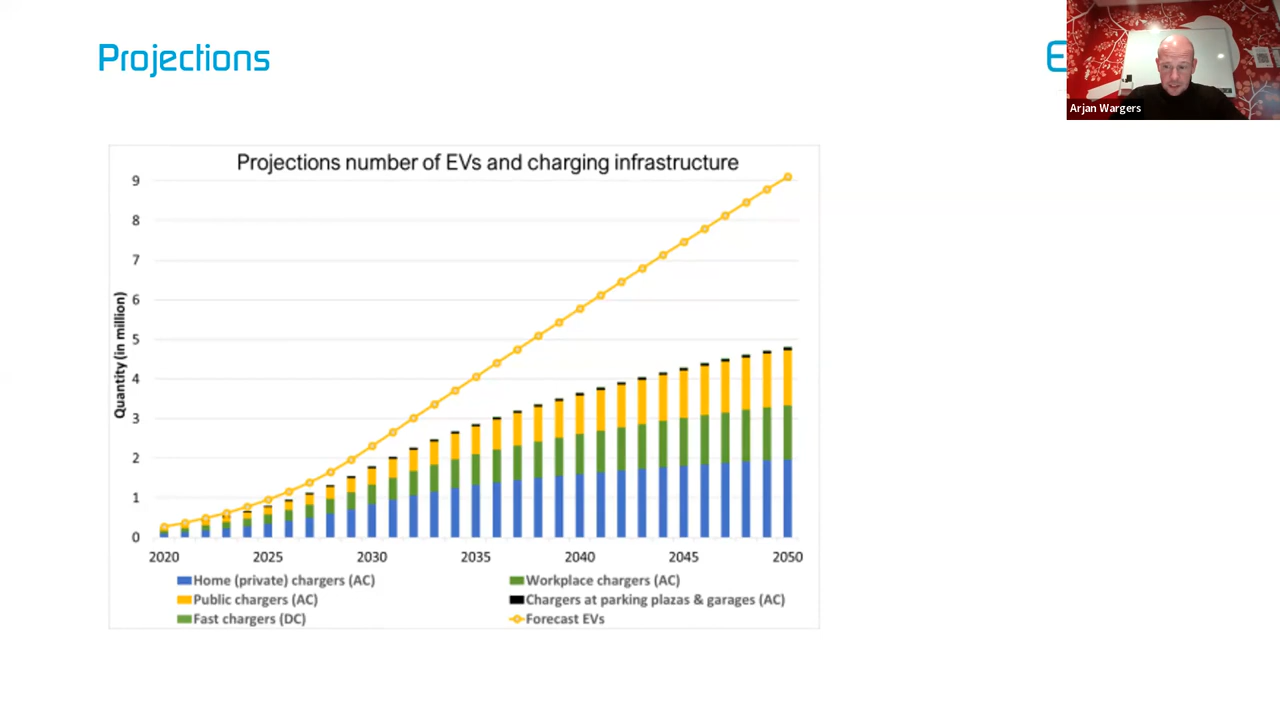 Projections
E
Arjan Wargers
Projections number of EVs and charging infrastructure
Quantity (in million)
9
8
7
6
5
4
3
2
1
0
2020 2025 2030 2035 2040 2045 2050
Home (private) chargers (AC) Workplace chargers (AC)
Public chargers (AC) Chargers at parking plazas & garages (AC)
Fast chargers (DC) Forecast EVs